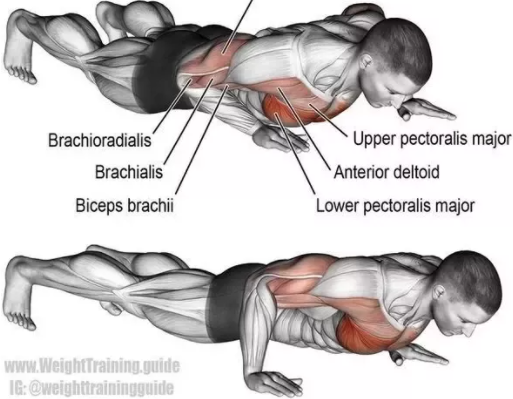 Brachioradialis
Upper pectoralis major
Brachialis
Anterior deltoid
Biceps brachii
Lower pectoralis major
www.WeightTraining.guide
IG: @weighttrainingguide